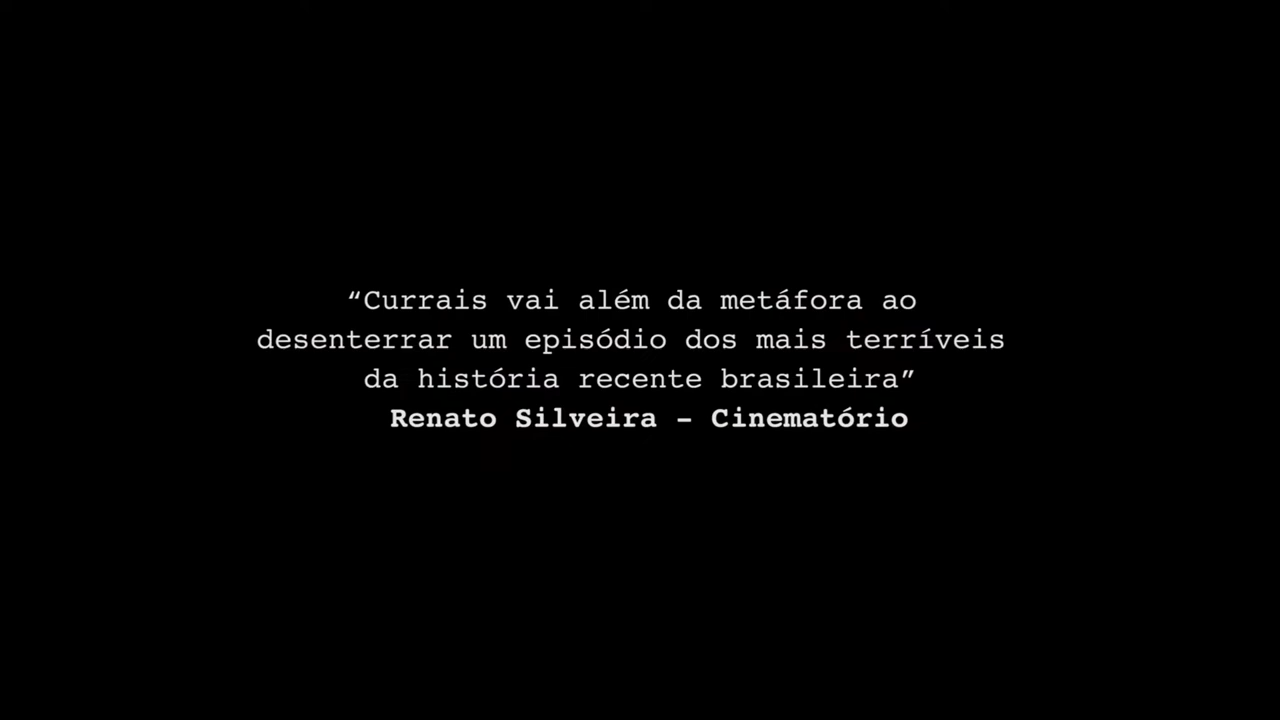 “Currais vai além da metáfora ao
desenterrar um episódio dos mais terríveis
da história recente brasileira”
Renato Silveira – Cinematório